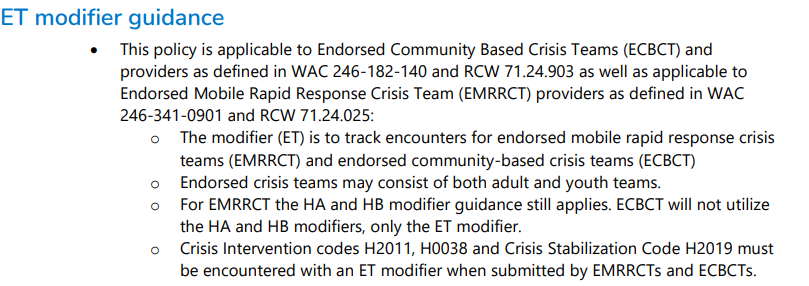 ET modifier guidance
• This policy is applicable to Endorsed Community Based Crisis Teams (ECBCT) and
providers as defined in WAC 246-182-140 and RCW 71.24.903 as well as applicable to
Endorsed Mobile Rapid Response Crisis Team (EMRRCT) providers as defined in WAC
246-341-0901 and RCW 71.24.025:
o The modifier (ET) is to track encounters for endorsed mobile rapid response crisis
teams (EMRRCT) and endorsed community-based crisis teams (ECBCT)
o Endorsed crisis teams may consist of both adult and youth teams.
o For EMRRCT the HA and HB modifier guidance still applies. ECBCT will not utilize
the HA and HB modifiers, only the ET modifier.
o Crisis Intervention codes H2011, H0038 and Crisis Stabilization Code H2019 must
be encountered with an ET modifier when submitted by EMRRCTs and ECBCTs.